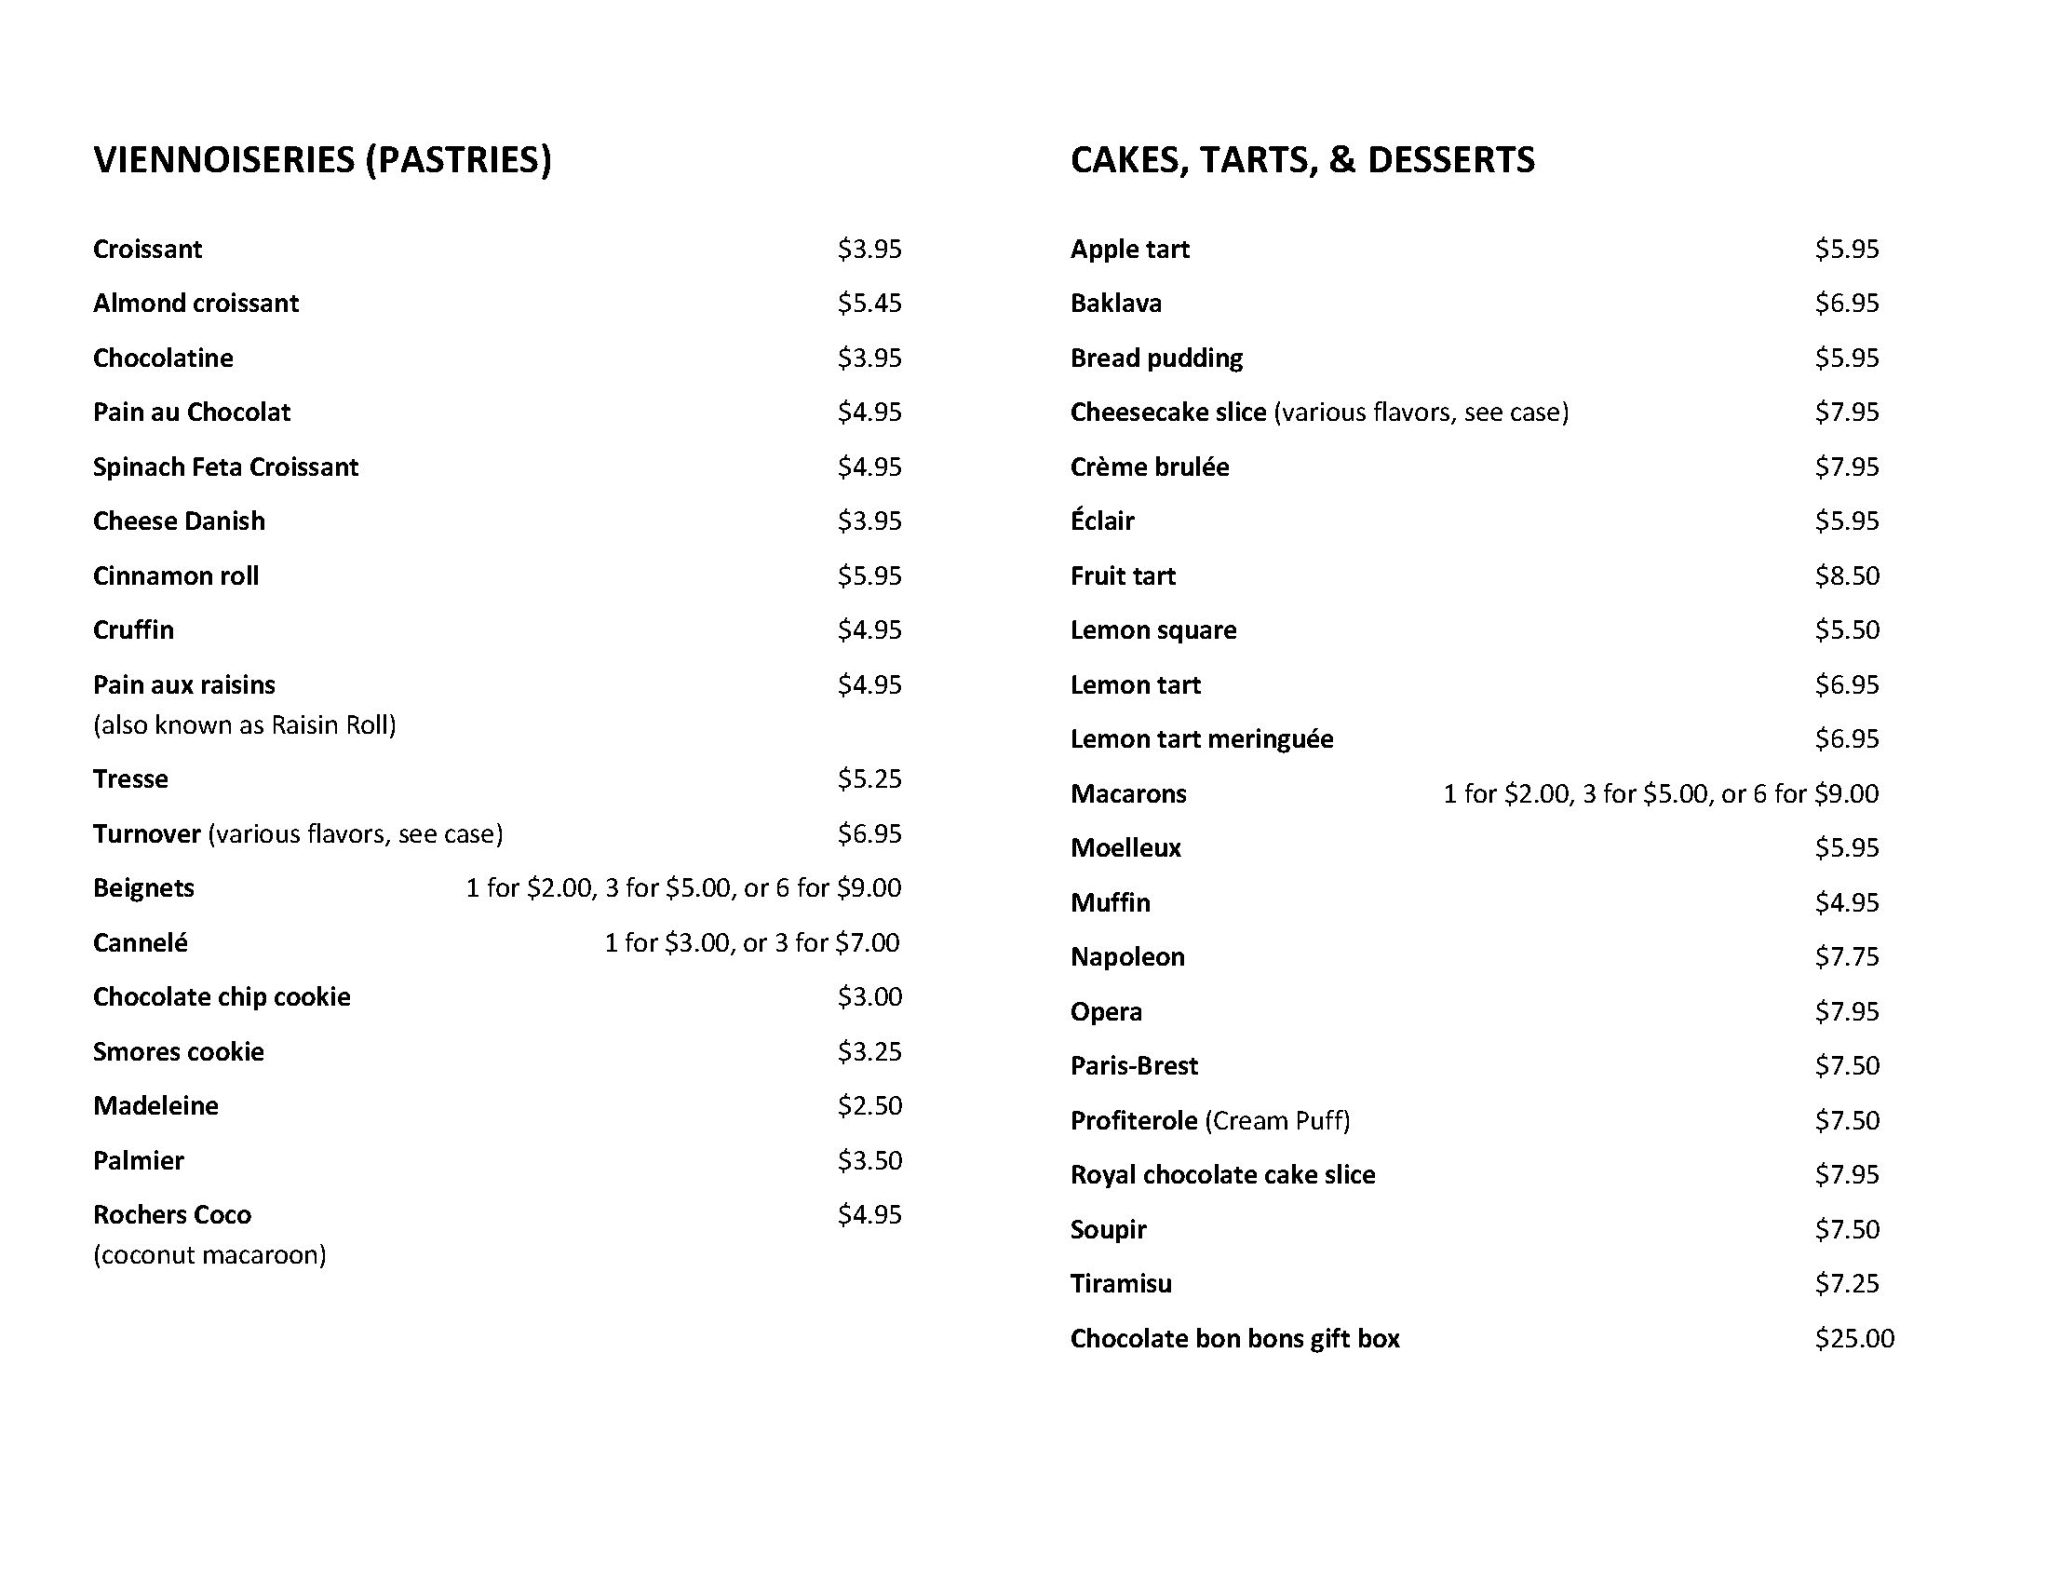 VIENNOISERIES (PASTRIES)
Croissant $3.95
Almond croissant $5.45
Chocolatine $3.95
Pain au Chocolat $4.95
Spinach Feta Croissant $4.95
Cheese Danish $3.95
Cinnamon roll $5.95
Cruffin $4.95
Pain aux raisins $4.95
(also known as Raisin Roll)
Tresse $5.25
Turnover (various flavors, see case) $6.95
Beignets 1 for $2.00, 3 for $5.00, or 6 for $9.00
Cannelé 1 for $3.00, or 3 for $7.00
Chocolate chip cookie $3.00
Smores cookie $3.25
Madeleine $2.50
Palmier $3.50
Rochers Coco $4.95
(coconut macaroon)
CAKES, TARTS, & DESSERTS
Apple tart $5.95
Baklava $6.95
Bread pudding $5.95
Cheesecake slice (various flavors, see case) $7.95
Crème brulée $7.95
Éclair $5.95
Fruit tart $8.50
Lemon square $5.50
Lemon tart $6.95
Lemon tart meringuée $6.95
Macarons 1 for $2.00, 3 for $5.00, or 6 for $9.00
Moelleux $5.95
Muffin $4.95
Napoleon $7.75
Opera $7.95
Paris-Brest $7.50
Profiterole (Cream Puff) $7.50
Royal chocolate cake slice $7.95
Soupir $7.50
Tiramisu $7.25
Chocolate bon bons gift box $25.00